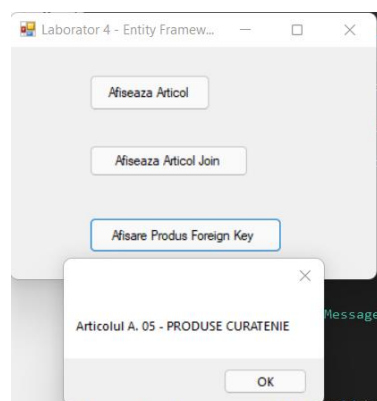 Laborator 4 - Entity Framew...
Afiseaza Articol
Afiseaza Articol Join
Afisare Produs Foreign Key
Message
Articolul A. 05 - PRODUSE CURATENIE
OK